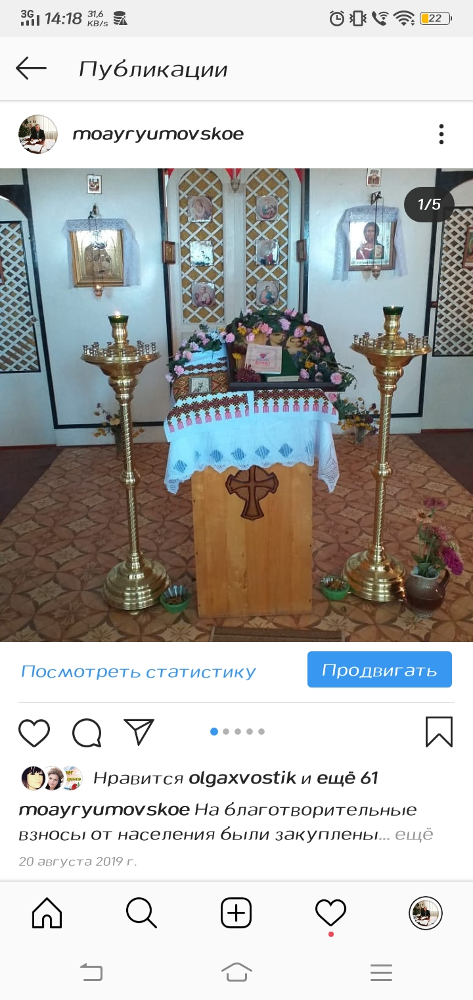 3G 14:18 31,6 KB/s 22
Публикации
moayryumovskoe
1/5
Посмотреть статистику
Продвигать
Нравится olgaxvostik и ещё 61
moayryumovskoe На благотворительные
взносы от населения были закуплены... ещё
20 августа 2019 г.